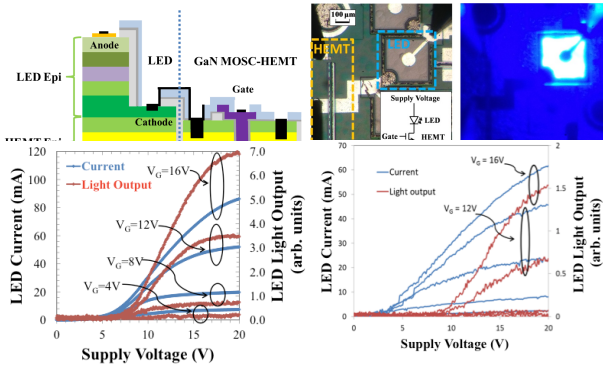 Anode
LED
GaN MOSC-HEMT
LED Epi
Gate
Cathode
HEMT Epi
100 μm
HEMT
LED
Supply Voltage
LED
Gate
HEMT
LED Current (mA)
120
100
80
60
40
20
0
Current
Light Output
VG=16V
VG=12V
VG=8V
VG=4V
7.0
6.0
5.0
4.0
3.0
2.0
1.0
0.0
LED Light Output
(arb. units)
0
5
10
15
20
Supply Voltage (V)
LED Current (mA)
70
60
50
40
30
20
10
0
Current
Light output
VG = 16V
VG = 12V
2
1.5
1
0.5
0
LED Light Output
(arb. units)
0
5
10
15
20
Supply Voltage (V)